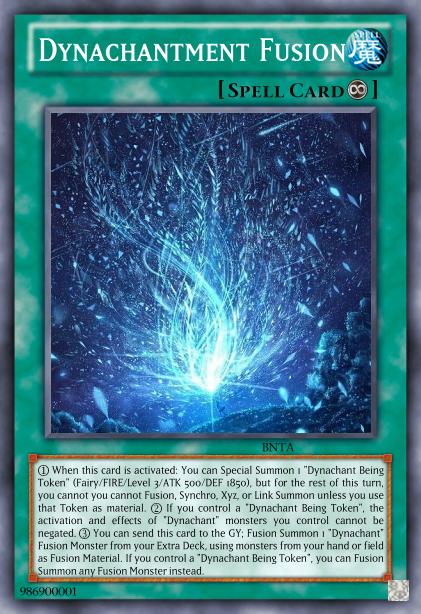 DYNACHANTMENT FUSION
SPELL
魔
[SPELL CARD ]
BNTA
① When this card is activated: You can Special Summon 1 "Dynachant Being
Token" (Fairy/FIRE/Level 3/ATK 500/DEF 1850), but for the rest of this turn,
you cannot you cannot Fusion, Synchro, Xyz, or Link Summon unless you use
that Token as material. ② If you control a "Dynachant Being Token", the
activation and effects of "Dynachant" monsters you control cannot be
negated. ③ You can send this card to the GY; Fusion Summon 1 "Dynachant"
Fusion Monster from your Extra Deck, using monsters from your hand or field
as Fusion Material. If you control a "Dynachant Being Token", you can Fusion
Summon any Fusion Monster instead.
986900001